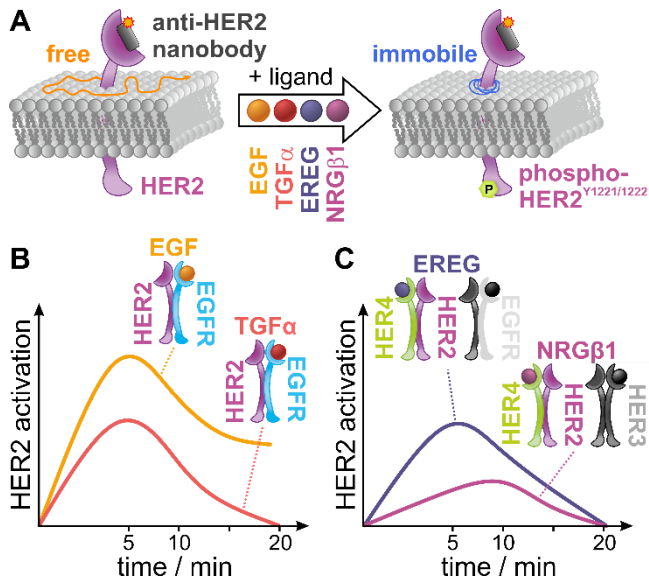 A
free
anti-HER2
nanobody
HER2
+ ligand
EGF
TGFα
EREG
NRGβ1
immobile
P
phospho-
HER2Y1221/1222
B
HER2 activation
EGF
HER2
EGFR
TGFα
HER2
EGFR
5
10
20
time / min
C
HER2 activation
EREG
HER4
HER2
EGFR
NRGβ1
HER4
HER2
HER3
5
10
20
time / min